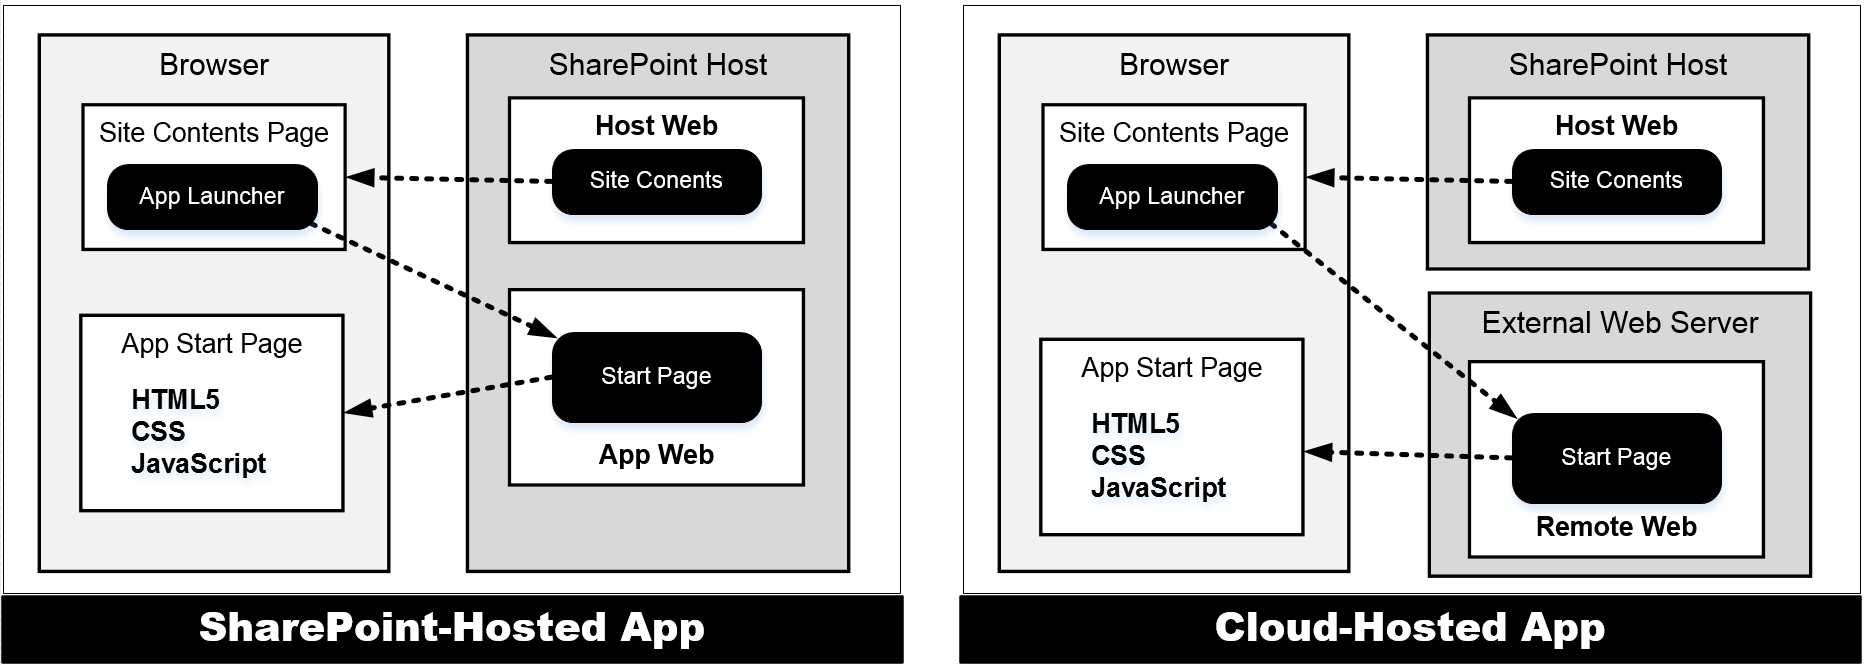 Browser
Site Contents Page
App Launcher
App Start Page
HTML5
CSS
JavaScript
SharePoint Host
Host Web
Site Conents
Start Page
App Web
SharePoint-Hosted App
Browser
Site Contents Page
App Launcher
App Start Page
HTML5
CSS
JavaScript
SharePoint Host
Host Web
Site Conents
External Web Server
Start Page
Remote Web
Cloud-Hosted App